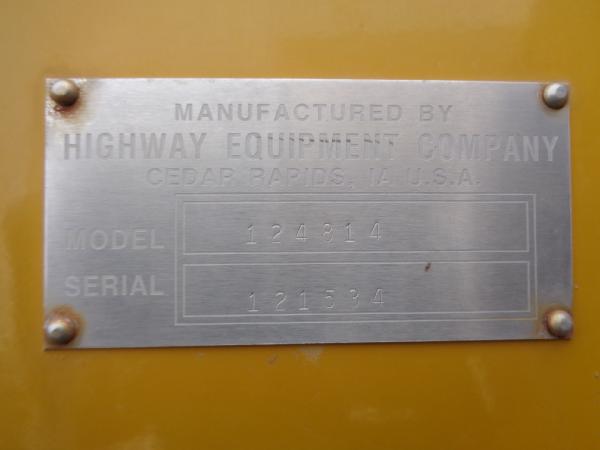 MANUFACTURED BY
HIGHWAY EQUIPMENT COMPANY
CEDAR RAPIDS, IA U.S.A.
MODEL 124814
SERIAL 121534